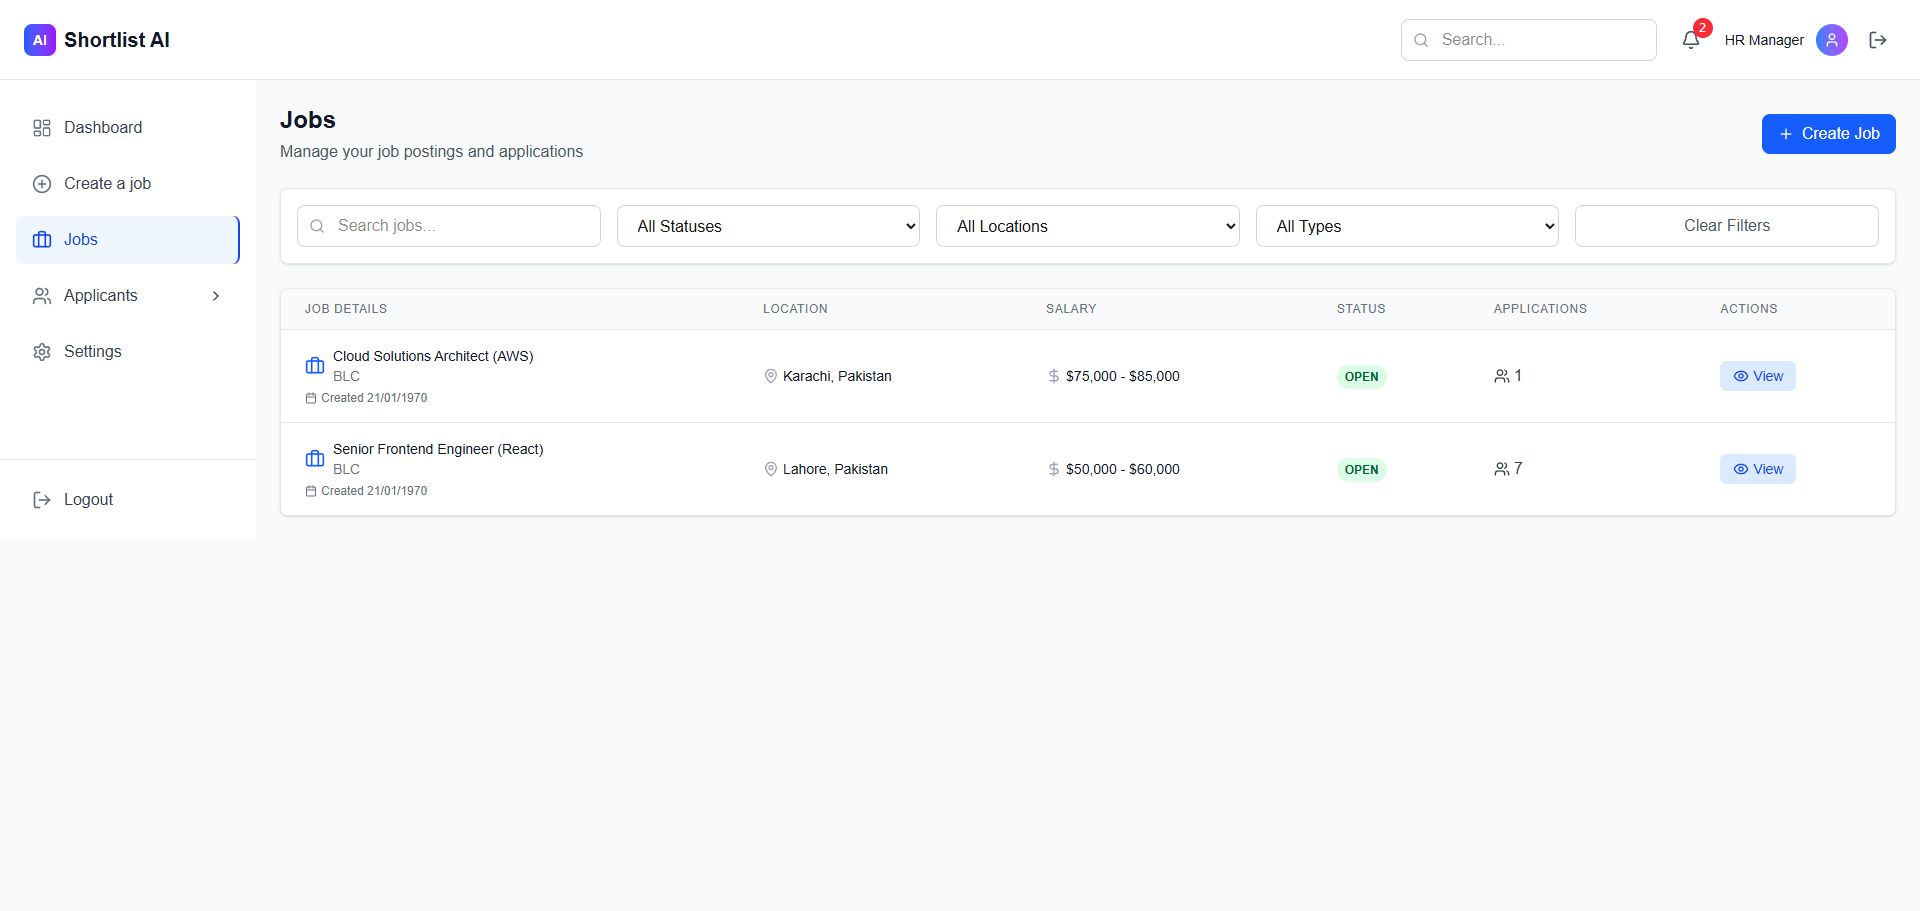 AI Shortlist AI
Search...
2
HR Manager
Dashboard
Create a job
Jobs
Applicants
Settings
Logout
Jobs
Manage your job postings and applications
Create Job
Search jobs...
All Statuses
All Locations
All Types
Clear Filters
JOB DETAILS LOCATION SALARY STATUS APPLICATIONS ACTIONS
Cloud Solutions Architect (AWS)
BLC
Created 21/01/1970
Karachi, Pakistan
$75,000 - $85,000
OPEN
1
View
Senior Frontend Engineer (React)
BLC
Created 21/01/1970
Lahore, Pakistan
$50,000 - $60,000
OPEN
7
View